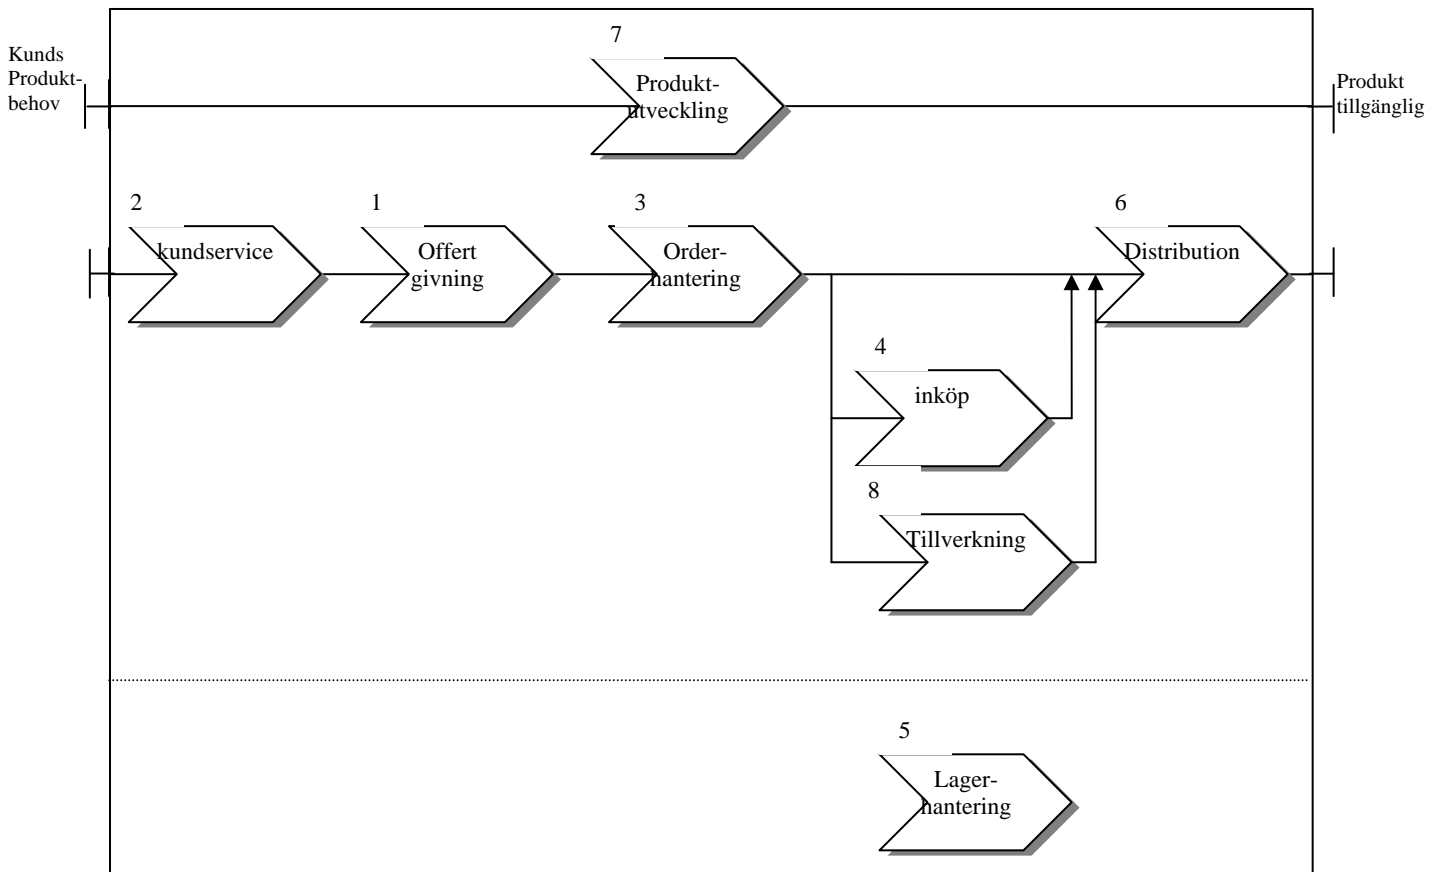 7
Kunds
Produkt-
behov
Produkt-
utveckling
Produkt
tillgänglig
2
1
3
6
kundservice
Offert
givning
Order-
hantering
Distribution
4
inköp
8
Tillverkning
5
Lager-
hantering